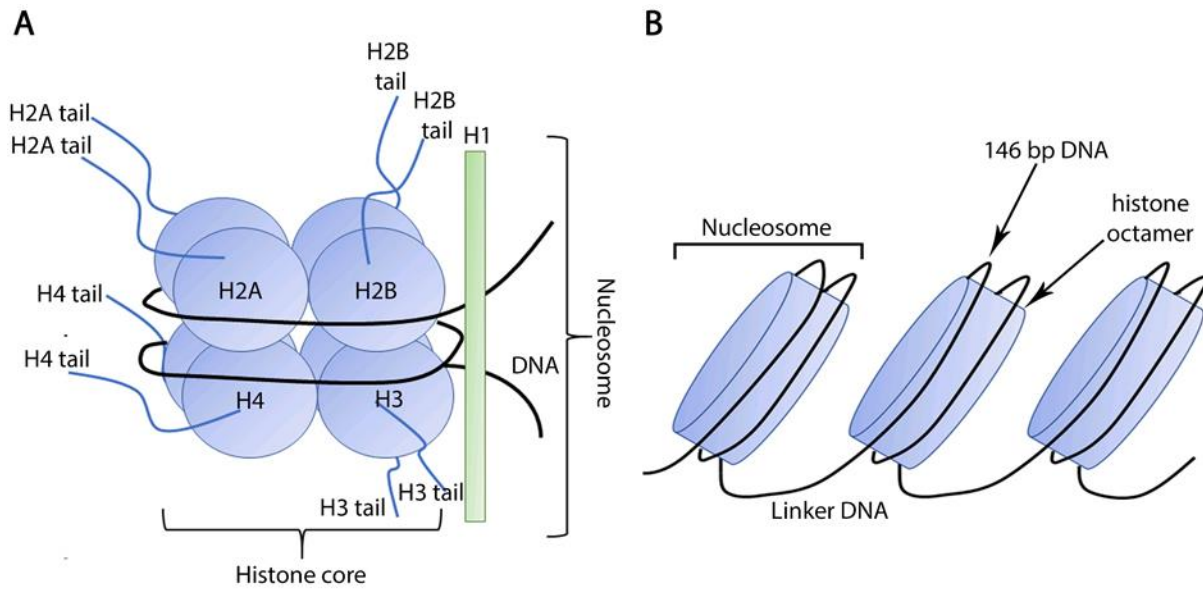 A
H2B
tail
H2B
tail
H2A tail
H2A tail
H1
H2A
H2B
H4 tail
H4 tail
H4
H3
DNA
Nucleosome
H3 tail
H3 tail
Histone core
B
146 bp DNA
histone
octamer
Nucleosome
Linker DNA